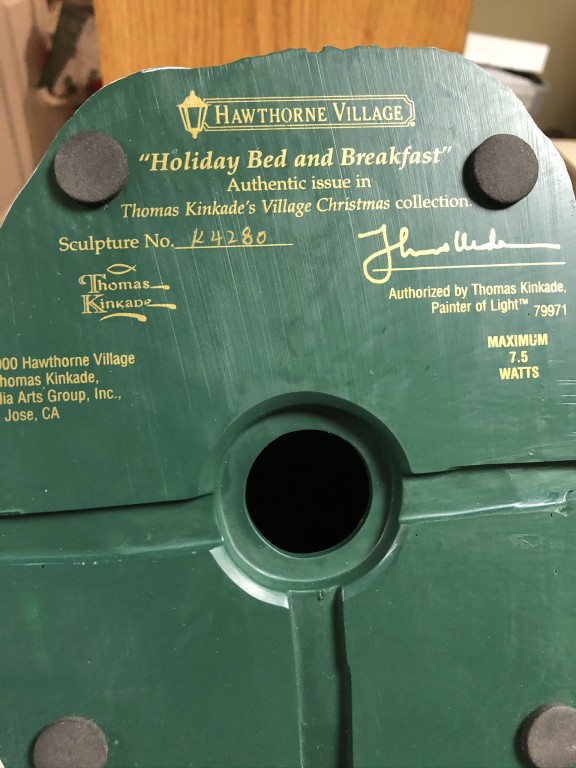 HAWTHORNE VILLAGE
"Holiday Bed and Breakfast"
Authentic issue in
Thomas Kinkade's Village Christmas collection.
Sculpture No. K4280
Thomas
Kinkade
Authorized by Thomas Kinkade,
Painter of Light™ 79971
MAXIMUM
7.5
WATTS
000 Hawthorne Village
Thomas Kinkade,
dia Arts Group, Inc.,
Jose, CA